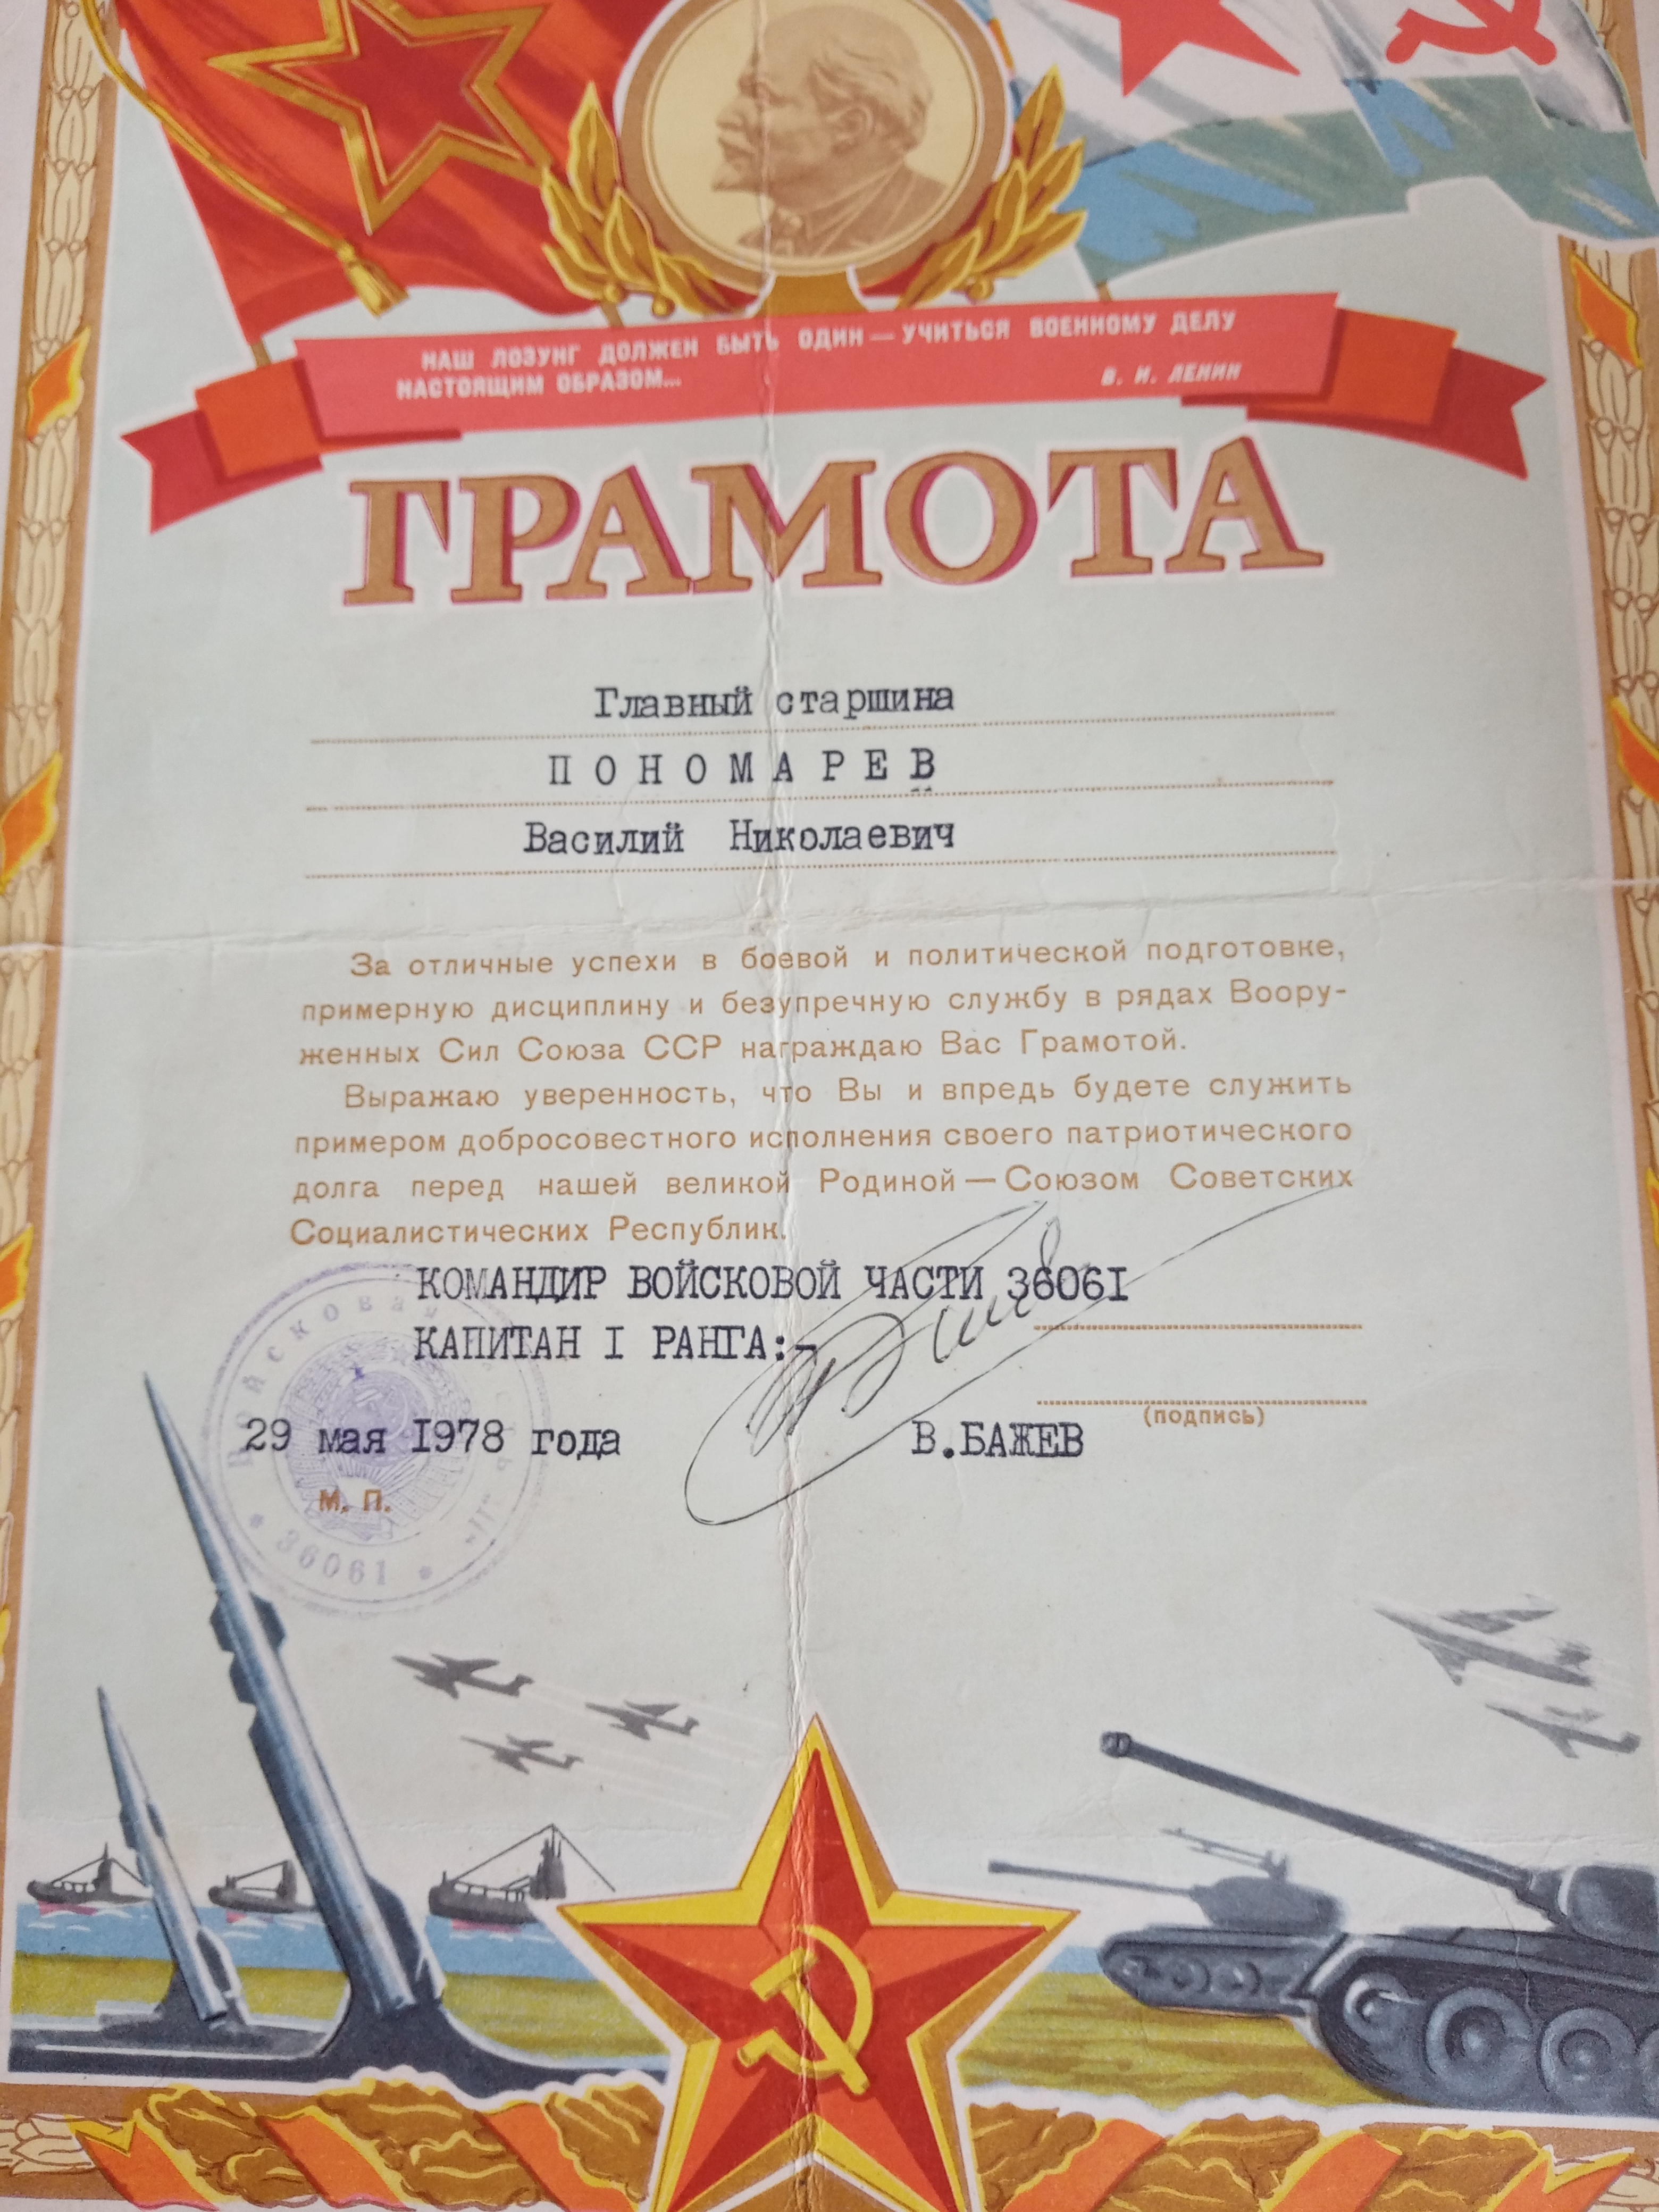 НАШ ЛОЗУНГ ДОЛЖЕН БЫТЬ ОДИН — УЧИТЬСЯ ВОЕННОМУ ДЕЛУ
НАСТОЯЩИМ ОБРАЗОМ...
В. И. ЛЕНИН
ГРАМОТА
Главный старшина
ПОНОМАРЕВ
Василий Николаевич
За отличные успехи в боевой и политической подготовке,
примерную дисциплину и безупречную службу в рядах Воору-
женных Сил Союза ССР награждаю Вас Грамотой.
Выражаю уверенность, что Вы и впредь будете служить
примером добросовестного исполнения своего патриотического
долга перед нашей великой Родиной — Союзом Советских
Социалистических Республик.
КОМАНДИР ВОЙСКОВОЙ ЧАСТИ 36061
КАПИТАН I РАНГА:-
(подпись)
29 мая 1978 года
В.БАЖЕВ
М. П.
Войсковая часть
* 36061 *